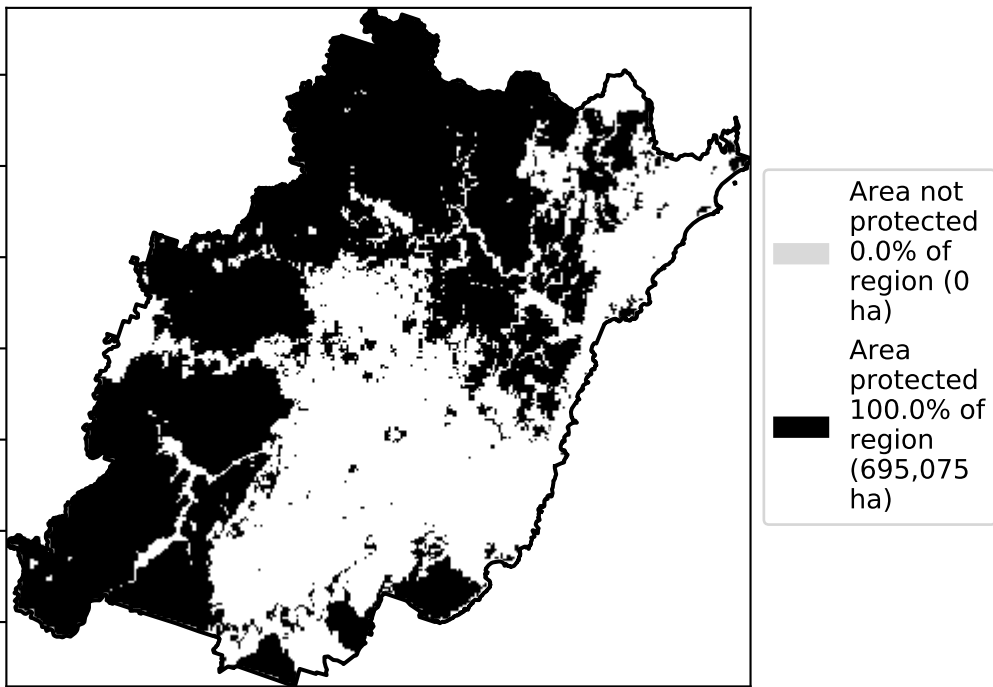 Area not
protected
0.0% of
region (0
ha)
Area
protected
100.0% of
region
(695,075
ha)